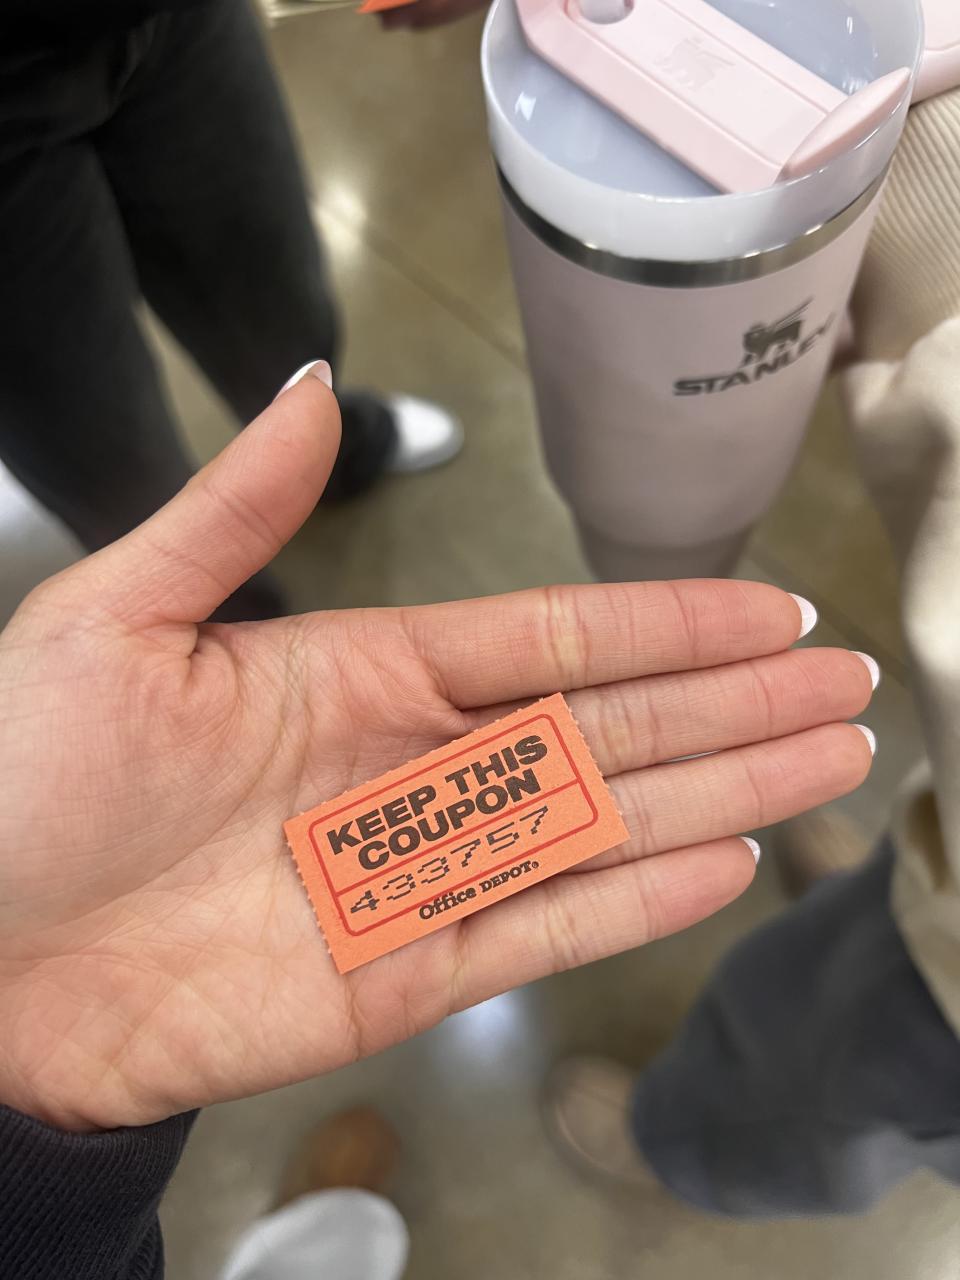 STANLEY
KEEP THIS
COUPON
433757
Office DEPOT®